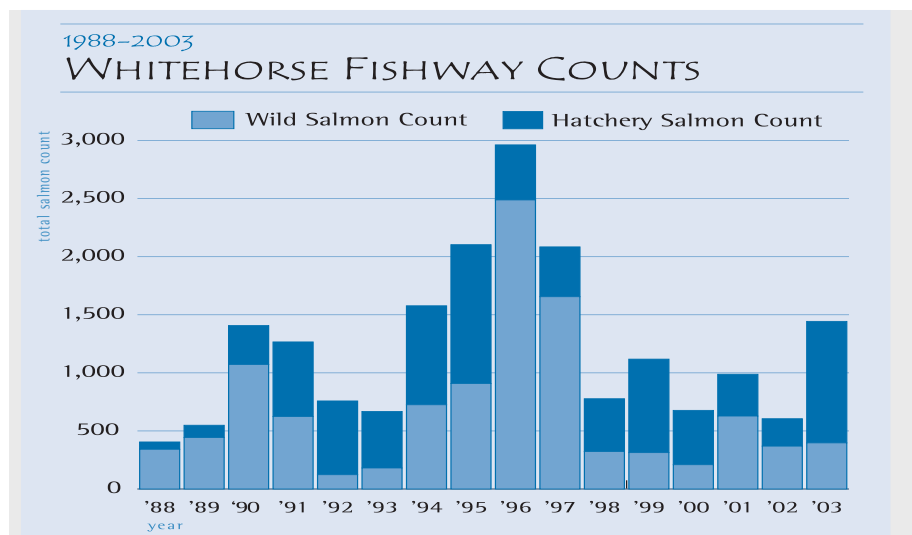 1988–2003
WHITEHORSE FISHWAY COUNTS
Wild Salmon Count Hatchery Salmon Count
total salmon count
3,000
2,500
2,000
1,500
1,000
500
0
'88 '89 '90 '91 '92 '93 '94 '95 '96 '97 '98 '99 '00 '01 '02 '03
year